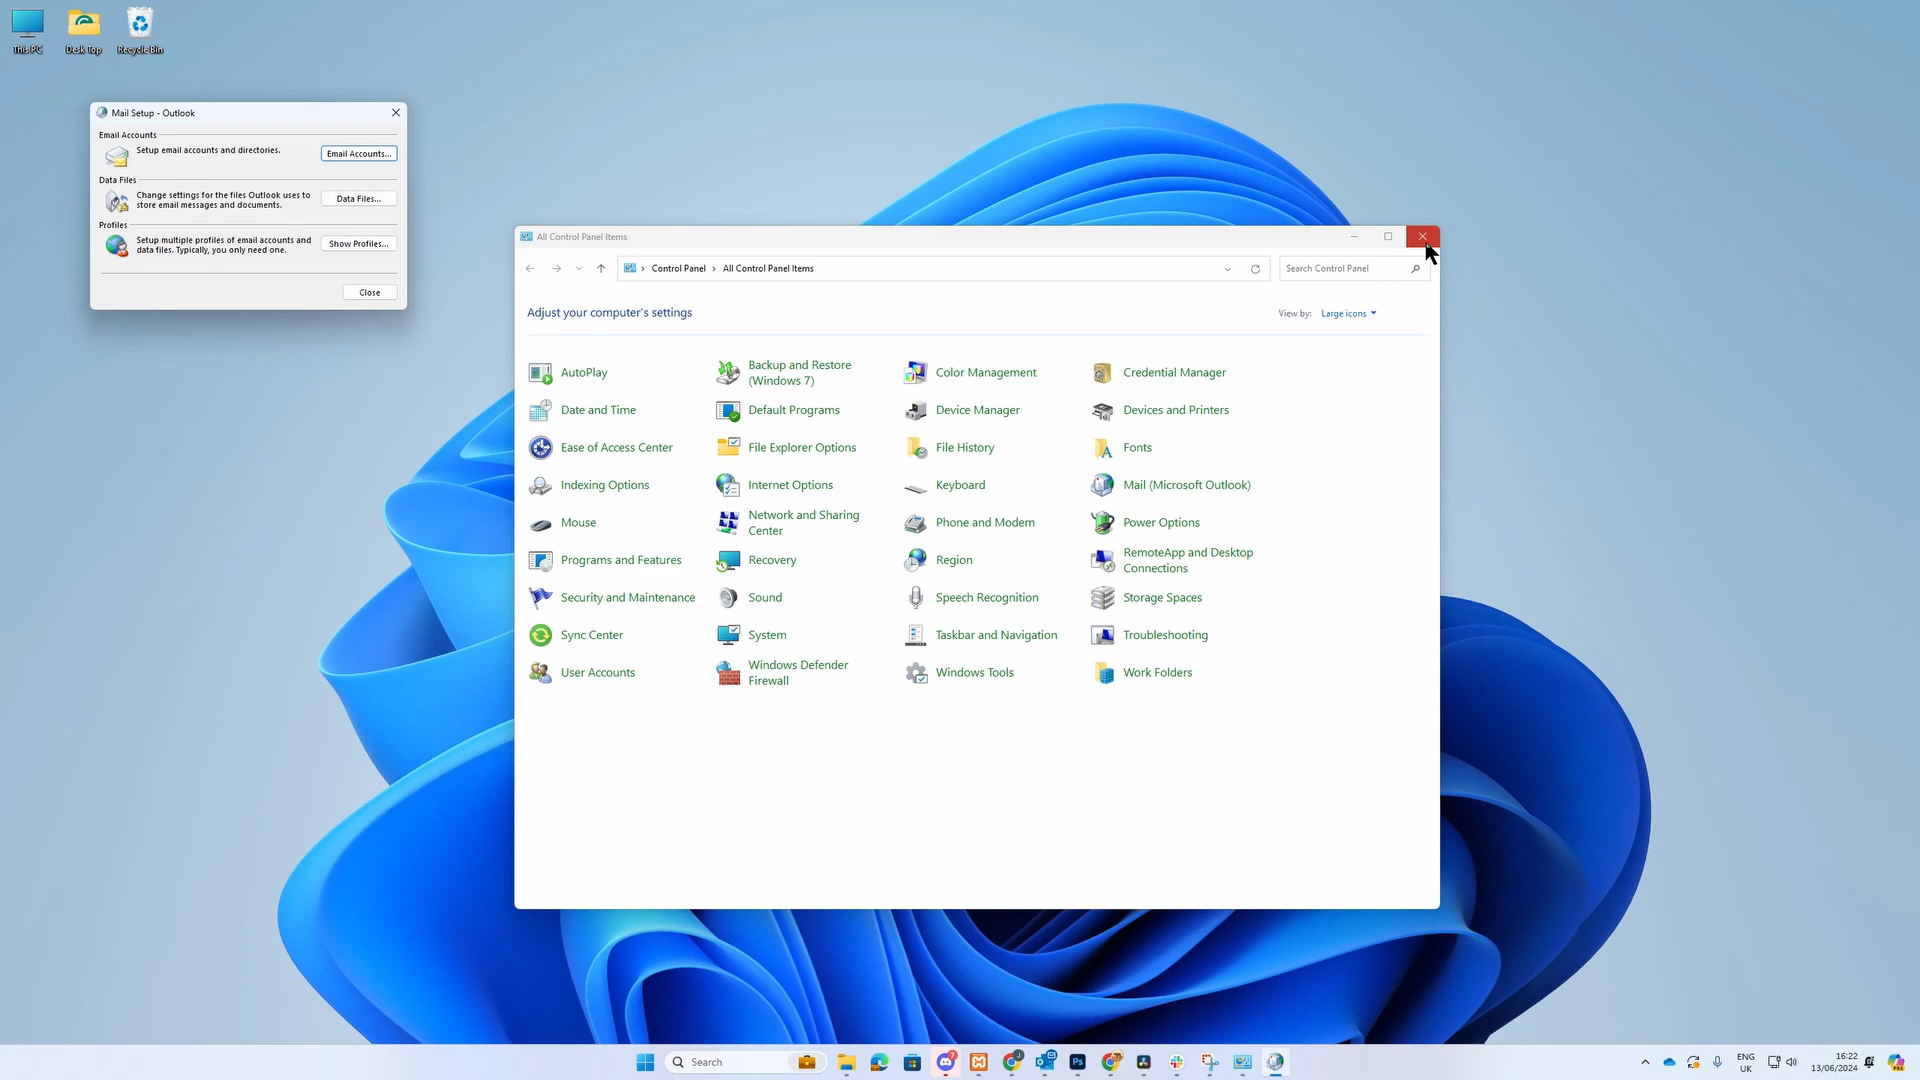 This PC
Desk Top
Recycle Bin
Mail Setup - Outlook
Email Accounts
Setup email accounts and directories.
Email Accounts...
Data Files
Change settings for the files Outlook uses to
store email messages and documents.
Data Files...
Profiles
Setup multiple profiles of email accounts and
data files. Typically, you only need one.
Show Profiles...
Close
All Control Panel Items
Control Panel > All Control Panel Items
Search Control Panel
Adjust your computer's settings
View by: Large icons
AutoPlay
Backup and Restore
(Windows 7)
Color Management
Credential Manager
Date and Time
Default Programs
Device Manager
Devices and Printers
Ease of Access Center
File Explorer Options
File History
Fonts
Indexing Options
Internet Options
Keyboard
Mail (Microsoft Outlook)
Mouse
Network and Sharing
Center
Phone and Modem
Power Options
Programs and Features
Recovery
Region
RemoteApp and Desktop
Connections
Security and Maintenance
Sound
Speech Recognition
Storage Spaces
Sync Center
System
Taskbar and Navigation
Troubleshooting
User Accounts
Windows Defender
Firewall
Windows Tools
Work Folders
Search
7
Ps
ENG
UK
16:22
13/06/2024
PRE